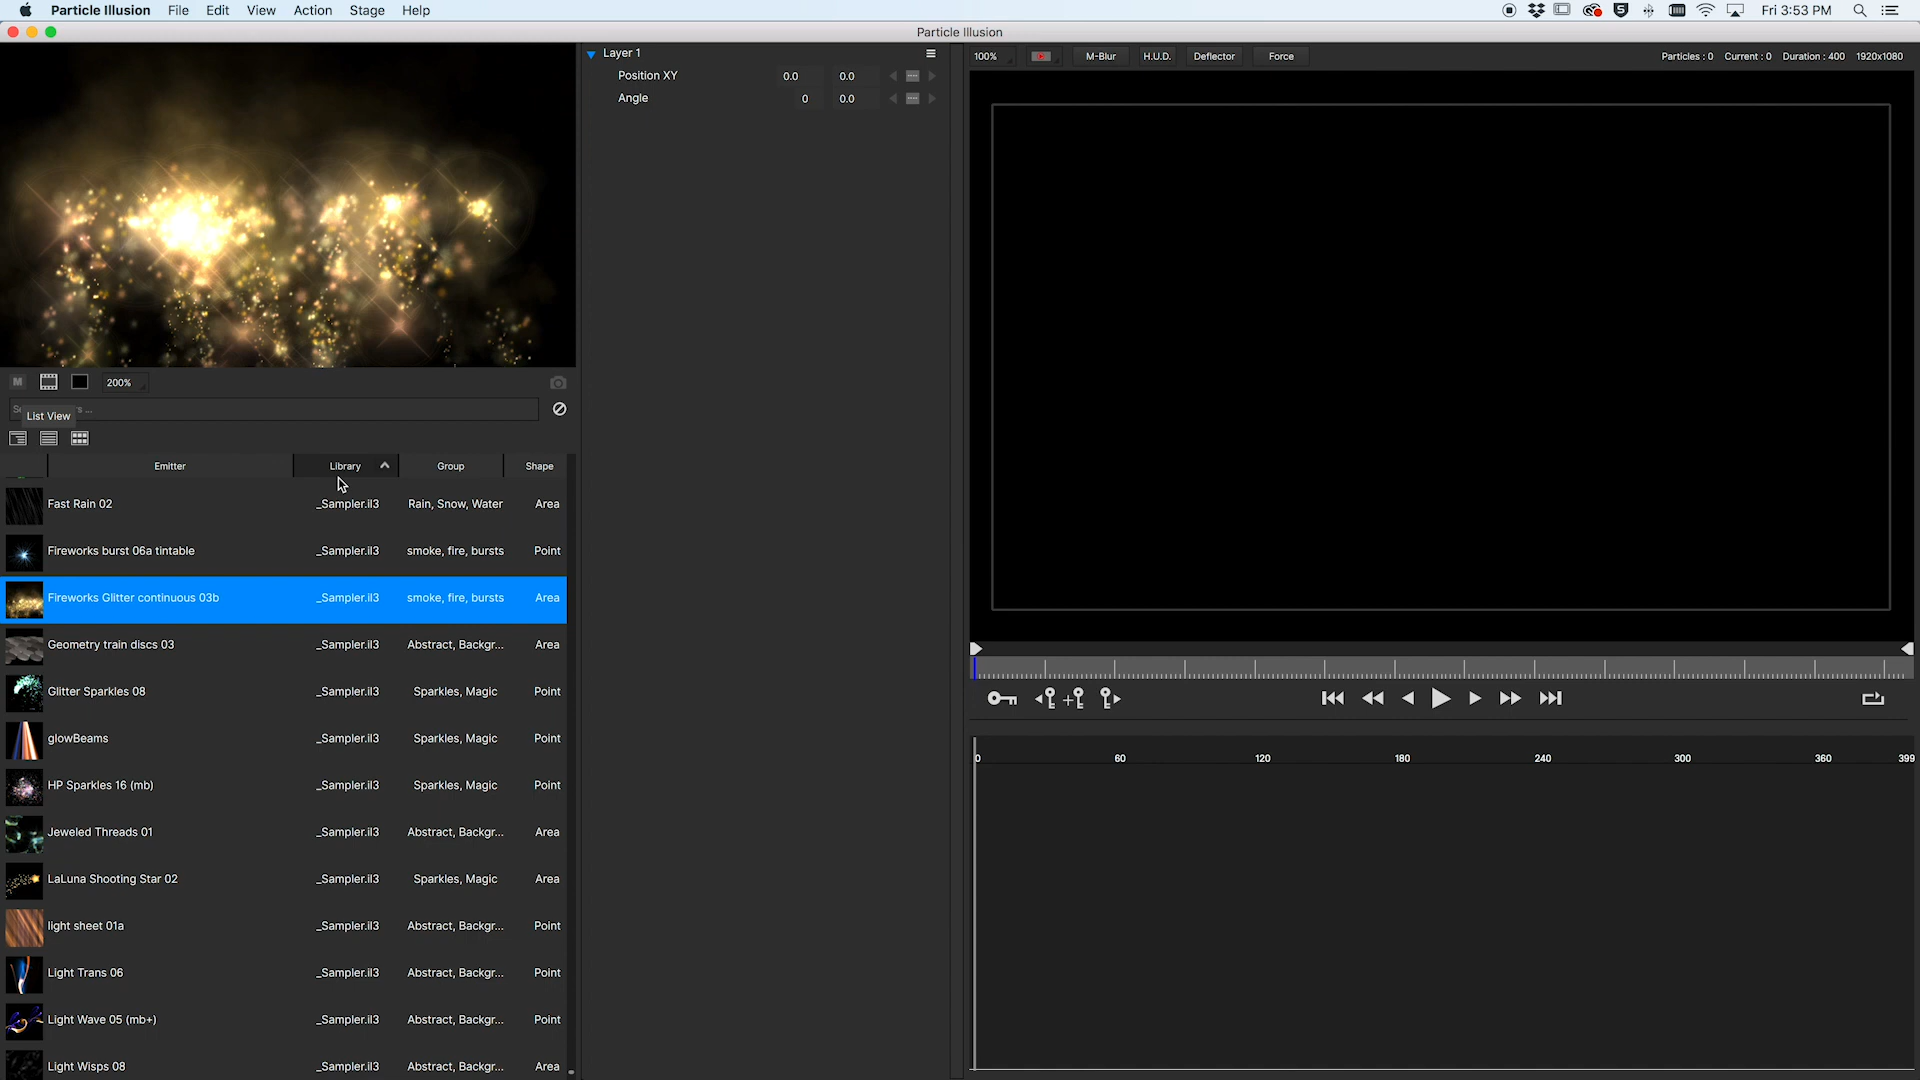 Particle Illusion File Edit View Action Stage Help Fri 3:53 PM
Particle Illusion
Layer 1
Position XY 0.0 0.0
Angle 0 0.0
100% M-Blur H.U.D. Deflector Force Particles : 0 Current : 0 Duration : 400 1920x1080
M 200%
List View
Emitter Library Group Shape
Fast Rain 02 _Sampler.il3 Rain, Snow, Water Area
Fireworks burst 06a tintable _Sampler.il3 smoke, fire, bursts Point
Fireworks Glitter continuous 03b _Sampler.il3 smoke, fire, bursts Area
Geometry train discs 03 _Sampler.il3 Abstract, Backgr... Area
Glitter Sparkles 08 _Sampler.il3 Sparkles, Magic Point
glowBeams _Sampler.il3 Sparkles, Magic Point
HP Sparkles 16 (mb) _Sampler.il3 Sparkles, Magic Point
Jeweled Threads 01 _Sampler.il3 Abstract, Backgr... Area
LaLuna Shooting Star 02 _Sampler.il3 Sparkles, Magic Area
light sheet 01a _Sampler.il3 Abstract, Backgr... Point
Light Trans 06 _Sampler.il3 Abstract, Backgr... Point
Light Wave 05 (mb+) _Sampler.il3 Abstract, Backgr... Point
Light Wisps 08 _Sampler.il3 Abstract, Backgr... Area
0 60 120 180 240 300 360 399